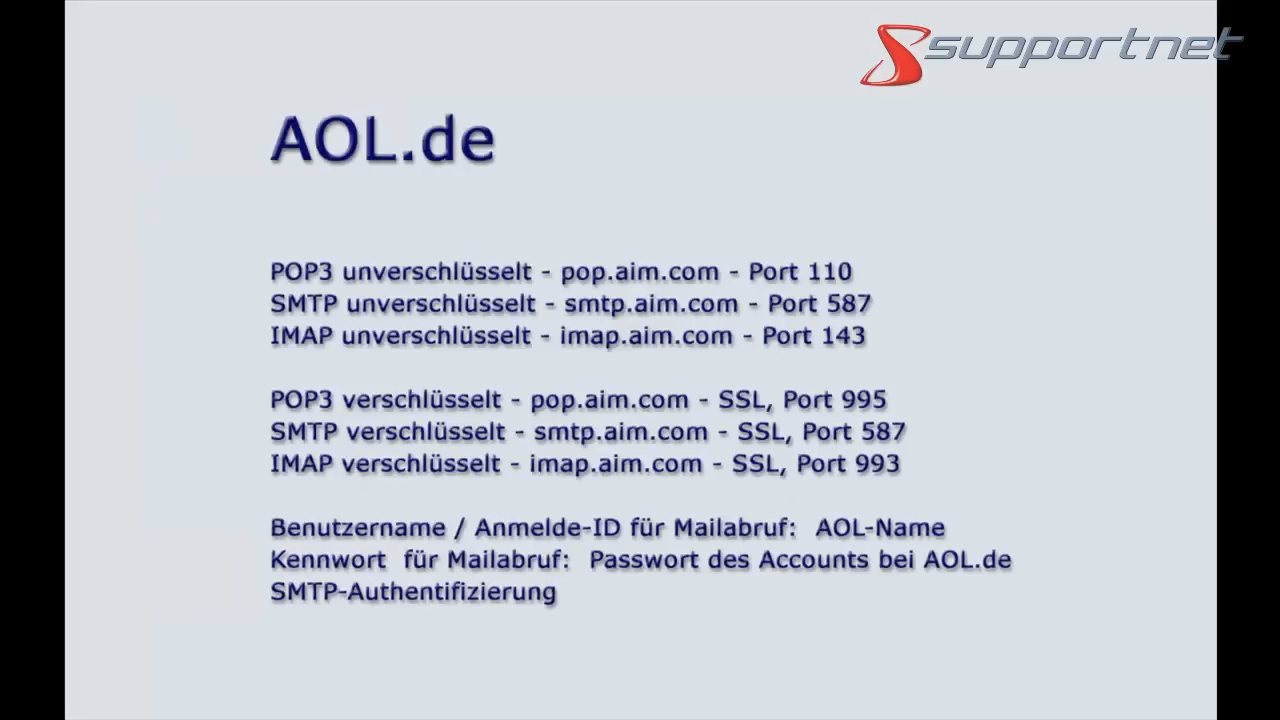 supportnet
AOL.de
POP3 unverschlüsselt - pop.aim.com - Port 110
SMTP unverschlüsselt - smtp.aim.com - Port 587
IMAP unverschlüsselt - imap.aim.com - Port 143
POP3 verschlüsselt - pop.aim.com - SSL, Port 995
SMTP verschlüsselt - smtp.aim.com - SSL, Port 587
IMAP verschlüsselt - imap.aim.com - SSL, Port 993
Benutzername / Anmelde-ID für Mailabruf:  AOL-Name
Kennwort  für Mailabruf:  Passwort des Accounts bei AOL.de
SMTP-Authentifizierung